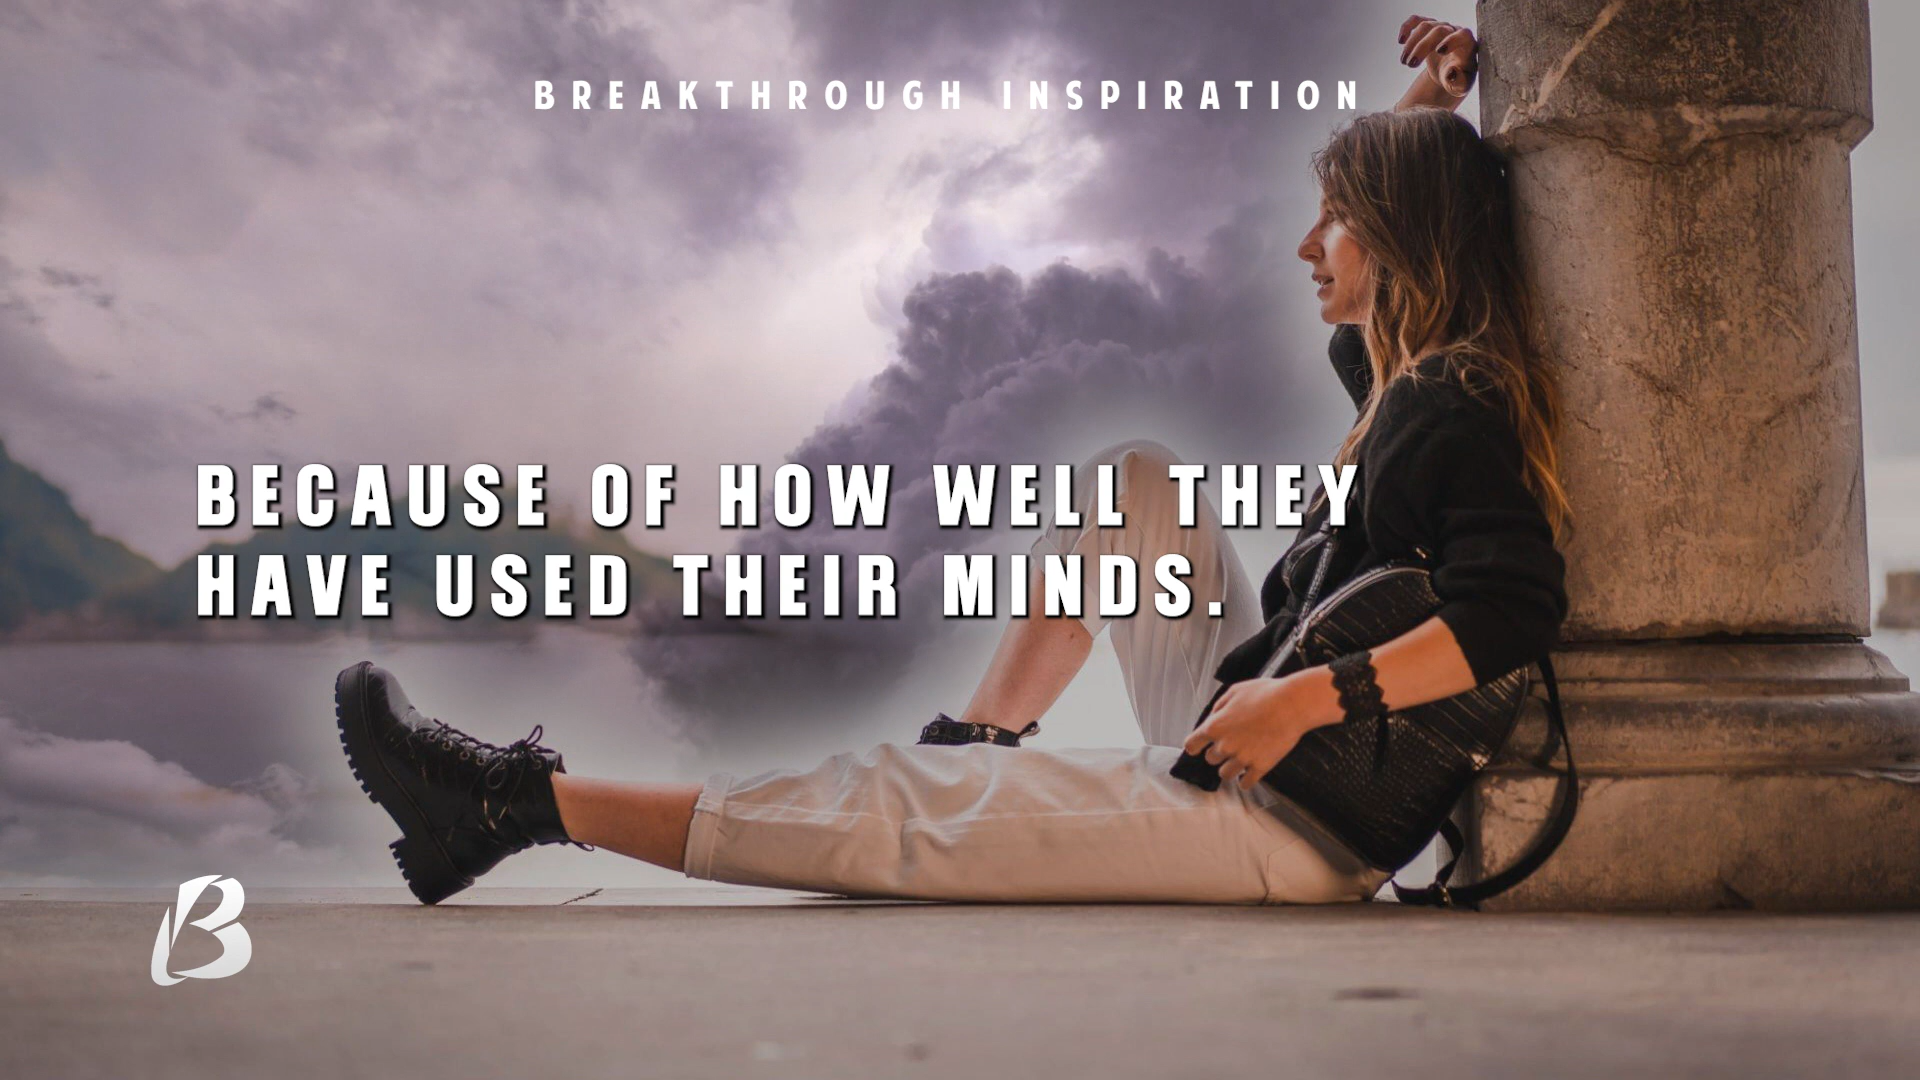 BREAKTHROUGH INSPIRATION
BECAUSE OF HOW WELL THEY
HAVE USED THEIR MINDS.
B